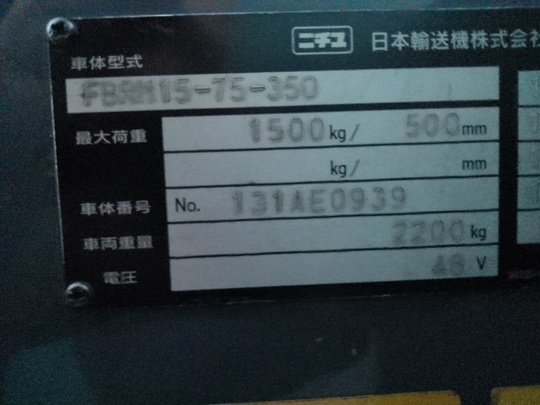 ニチユ 日本輸送機株式会社
車体型式
FBRM15-75-350
最大荷重 1500kg/ 500mm
kg/ mm
車体番号 No. 131AE0939
車両重量 2200kg
電圧 48 V